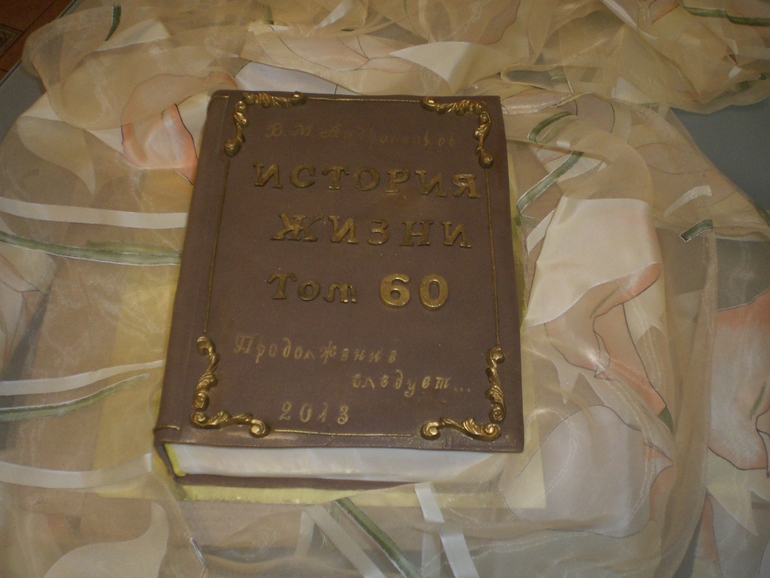 В. М.
ИСТОРИЯ
ЖИЗНИ
Том 60
Продолжение
следует...
2013